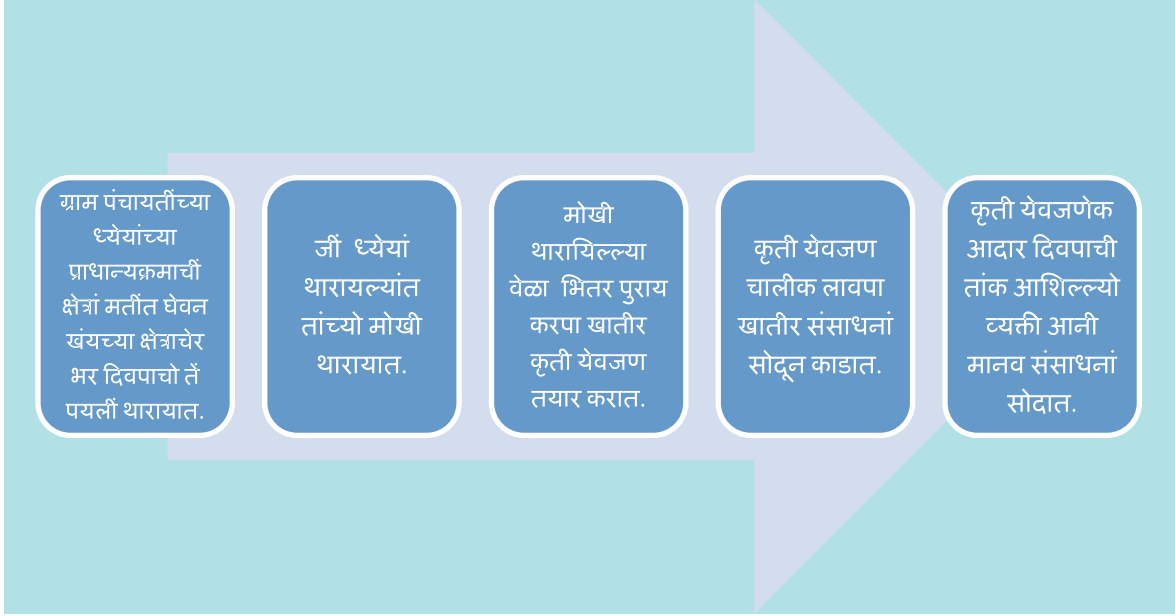 ग्राम पंचायतींच्या
ध्येयांच्या
प्राधान्यक्रमाचीं
क्षेत्रां मतींत घेवन
खंयच्या क्षेत्राचेर
भर दिवपाचो तें
पयलीं थारायात.
जीं ध्येयां
थारायल्यांत
तांच्यो मोखी
थारायात.
मोखी
थारायिल्ल्या
वेळा भितर पुराय
करपा खातीर
कृती येवजण
तयार करात.
कृती येवजण
चालीक लावपा
खातीर संसाधनां
सोदून काडात.
कृती येवजणेक
आदार दिवपाची
तांक आशिल्ल्यो
व्यक्ती आनी
मानव संसाधनां
सोदात.